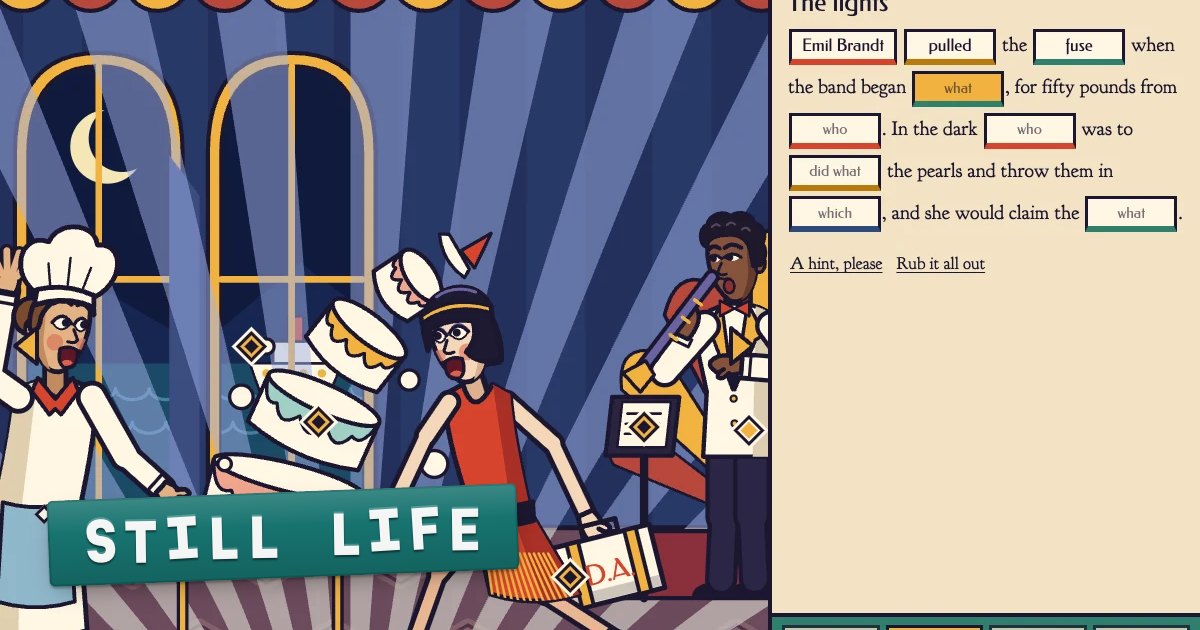 The lights
Emil Brandt pulled the fuse when
the band began what, for fifty pounds from
who. In the dark who was to
did what the pearls and throw them in
which, and she would claim the what.
A hint, please Rub it all out
D.A.
STILL LIFE